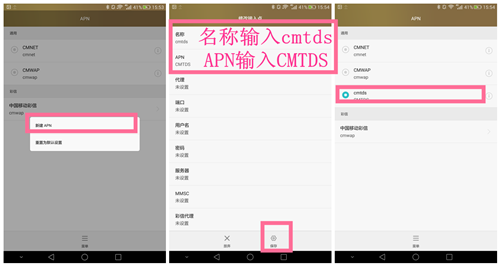 15:53
APN
通用
CMNET
cmnet
CMWAP
cmwap
彩信
中国移动彩信
cmwap
新建 APN
重置为默认设置
菜单
41%
15:54
修改接入点
名称
cmtds
APN
CMTDS
名称输入cmtds
APN输入CMTDS
代理
未设置
端口
未设置
用户名
未设置
密码
未设置
服务器
未设置
MMSC
未设置
彩信代理
未设置
放弃
保存
41%
15:54
APN
通用
CMNET
cmnet
CMWAP
cmwap
cmtds
彩信
中国移动彩信
cmwap
菜单